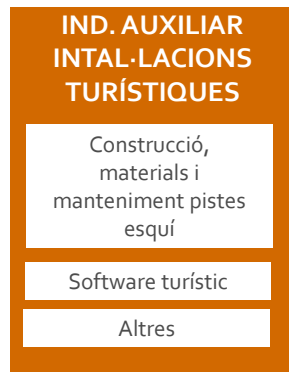 IND. AUXILIAR
INTAL·LACIONS
TURÍSTIQUES
Construcció,
materials i
manteniment pistes
esquí
Software turístic
Altres